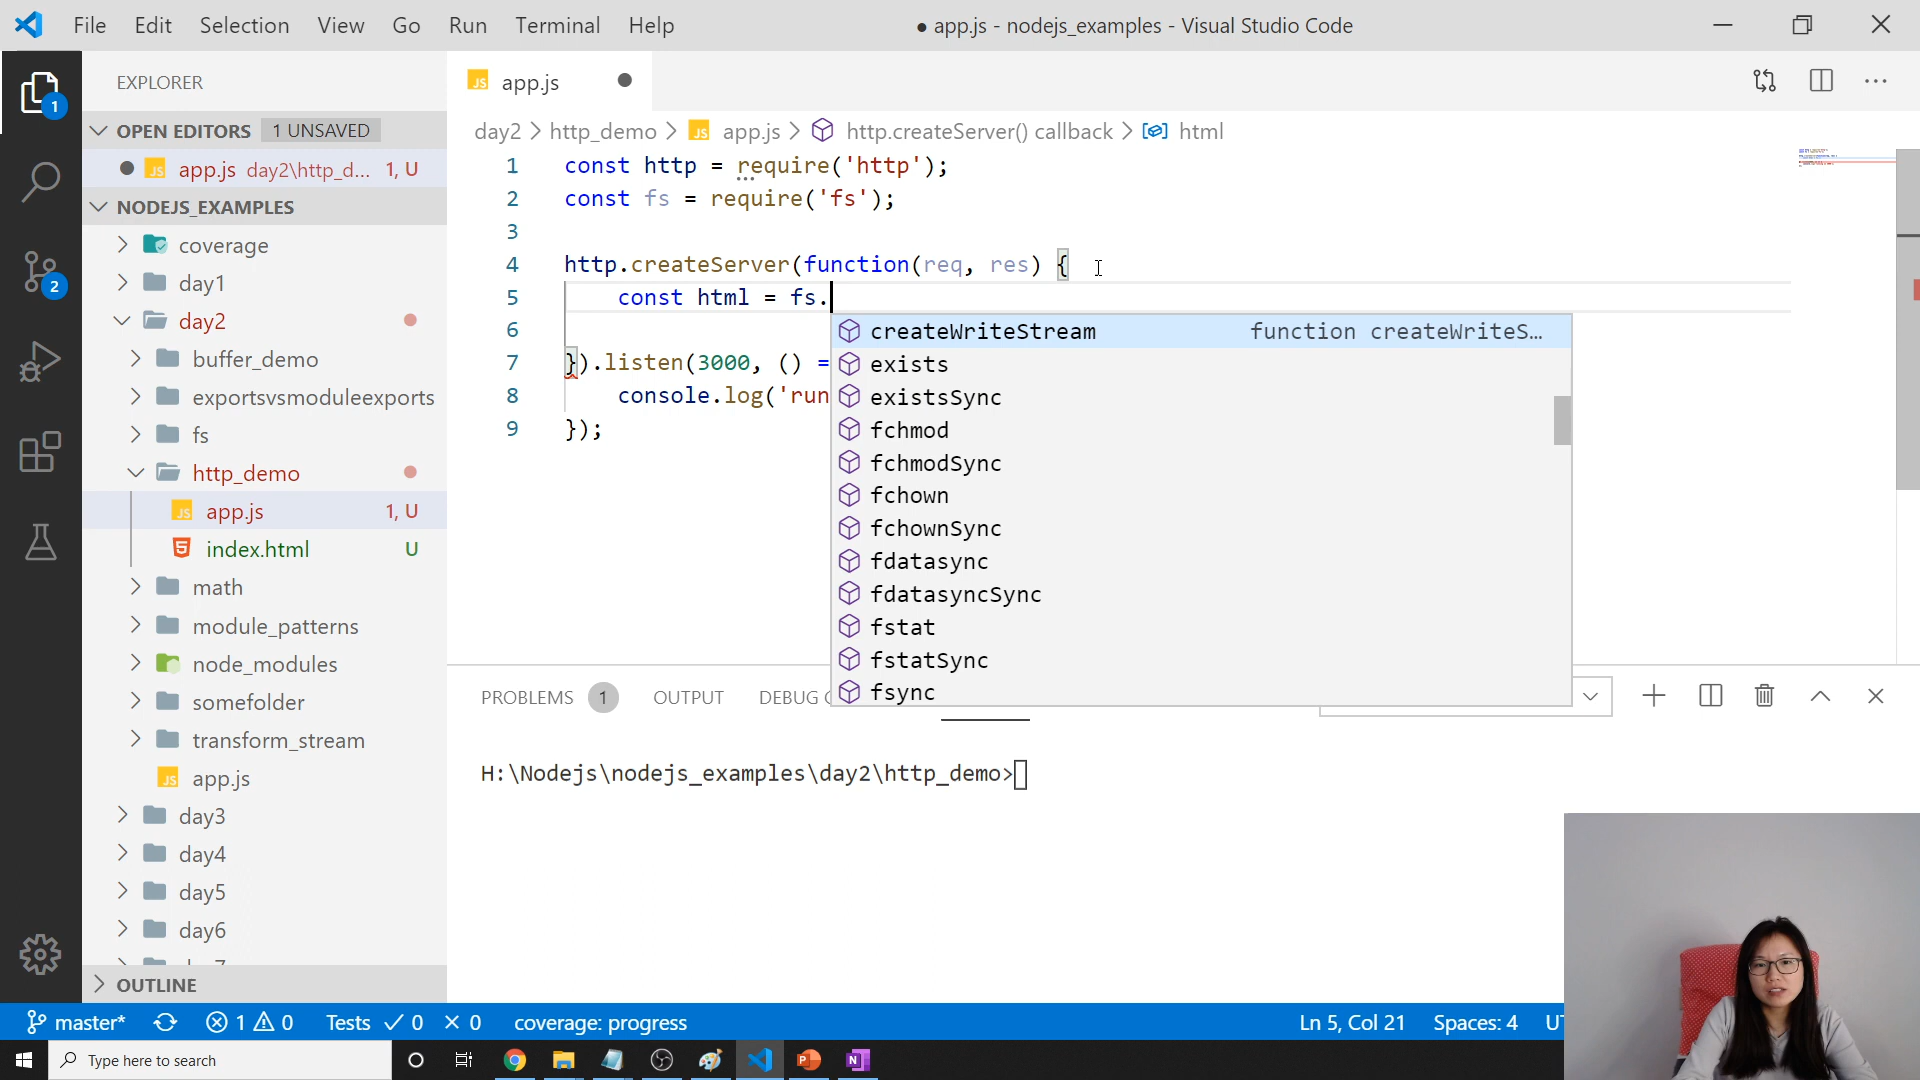 File Edit Selection View Go Run Terminal Help
● app.js - nodejs_examples - Visual Studio Code
EXPLORER
OPEN EDITORS 1 UNSAVED
app.js day2\http_d... 1, U
NODEJS_EXAMPLES
coverage
day1
day2
buffer_demo
exportsvsmoduleexports
fs
http_demo
app.js 1, U
index.html U
math
module_patterns
node_modules
somefolder
transform_stream
app.js
day3
day4
day5
day6
OUTLINE
1
2
app.js
day2 > http_demo > app.js > http.createServer() callback > html
1 const http = require('http');
2 const fs = require('fs');
3
4 http.createServer(function(req, res) {
5 const html = fs.
6
7 }).listen(3000, () =
8 console.log('run
9 });
createWriteStream function createWriteS...
exists
existsSync
fchmod
fchmodSync
fchown
fchownSync
fdatasync
fdatasyncSync
fstat
fstatSync
fsync
PROBLEMS 1 OUTPUT DEBUG
H:\Nodejs\nodejs_examples\day2\http_demo>
master* 1 0 Tests 0 0 coverage: progress Ln 5, Col 21 Spaces: 4
Type here to search